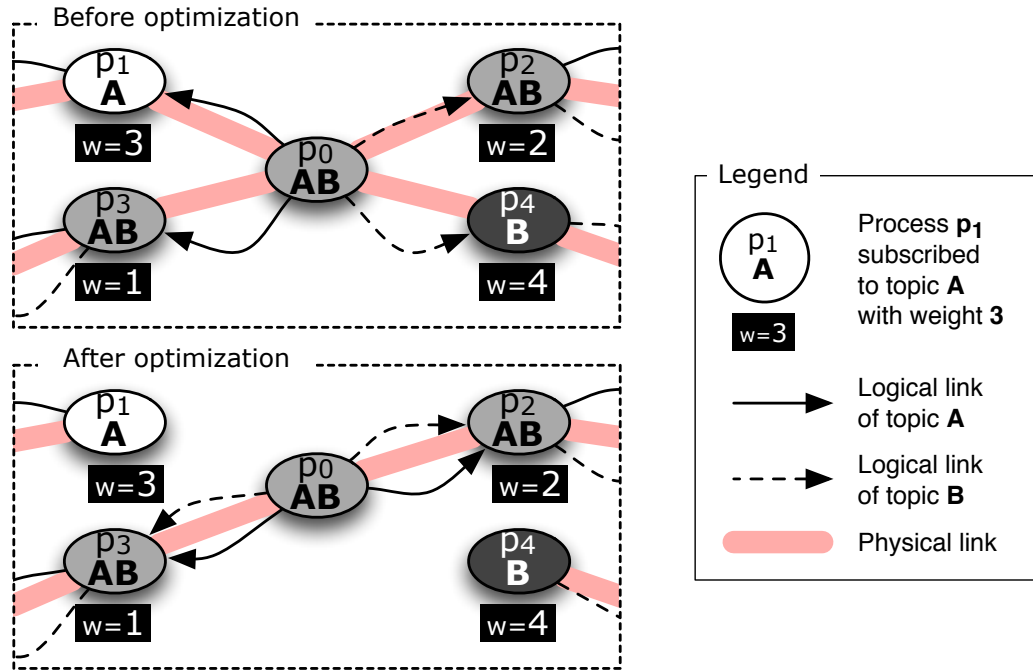 Before optimization
p1
A
w=3
p2
AB
w=2
p0
AB
p3
AB
w=1
p4
B
w=4
After optimization
p1
A
w=3
p2
AB
w=2
p0
AB
p3
AB
w=1
p4
B
w=4
Legend
p1
A
w=3
Process p1
subscribed
to topic A
with weight 3
Logical link
of topic A
Logical link
of topic B
Physical link